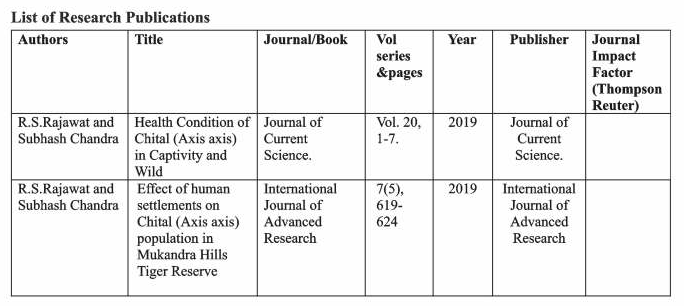 List of Research Publications
Authors Title Journal/Book Vol series &pages Year Publisher Journal Impact Factor (Thompson Reuter)
R.S.Rajawat and Subhash Chandra Health Condition of Chital (Axis axis) in Captivity and Wild Journal of Current Science. Vol. 20, 1-7. 2019 Journal of Current Science.
R.S.Rajawat and Subhash Chandra Effect of human settlements on Chital (Axis axis) population in Mukandra Hills Tiger Reserve International Journal of Advanced Research 7(5), 619-624 2019 International Journal of Advanced Research